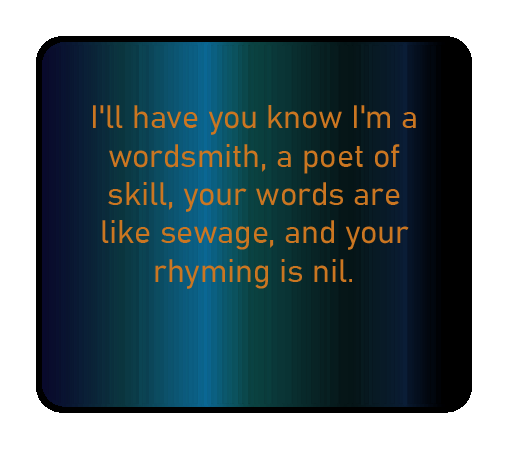 I'll have you know I'm a
wordsmith, a poet of
skill, your words are
like sewage, and your
rhyming is nil.